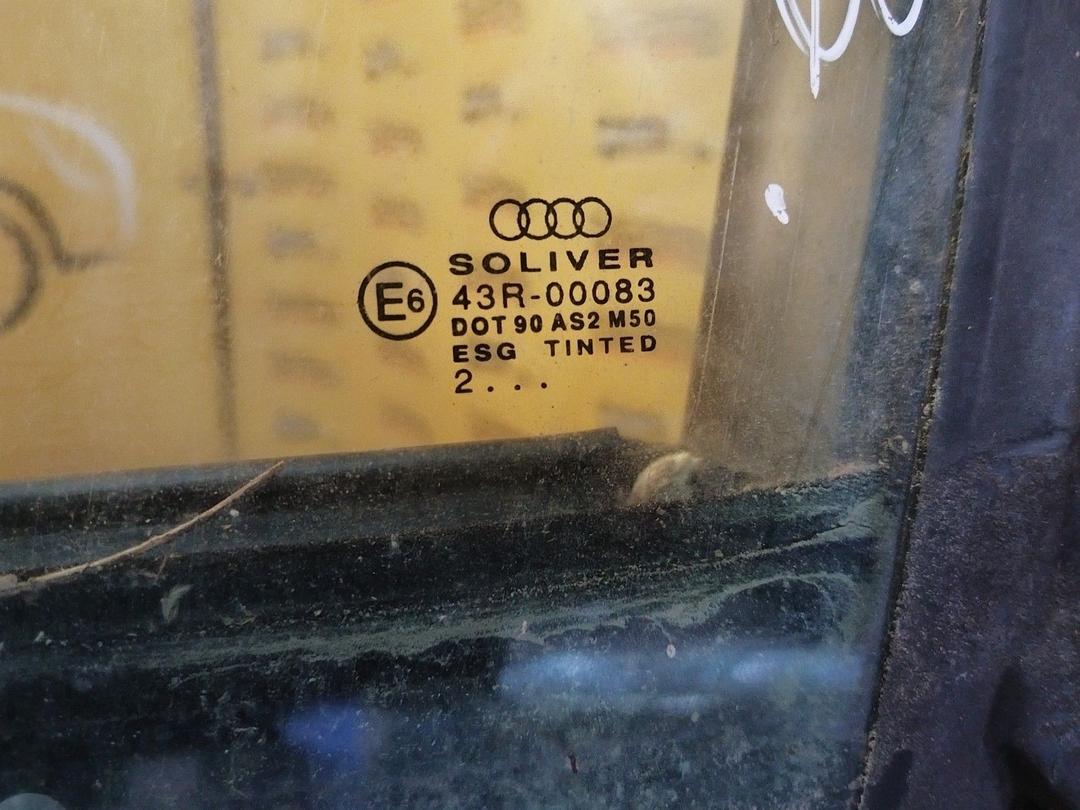 SOLIVER
E6
43R-00083
DOT 90 AS2 M50
ESG TINTED
2 . . .